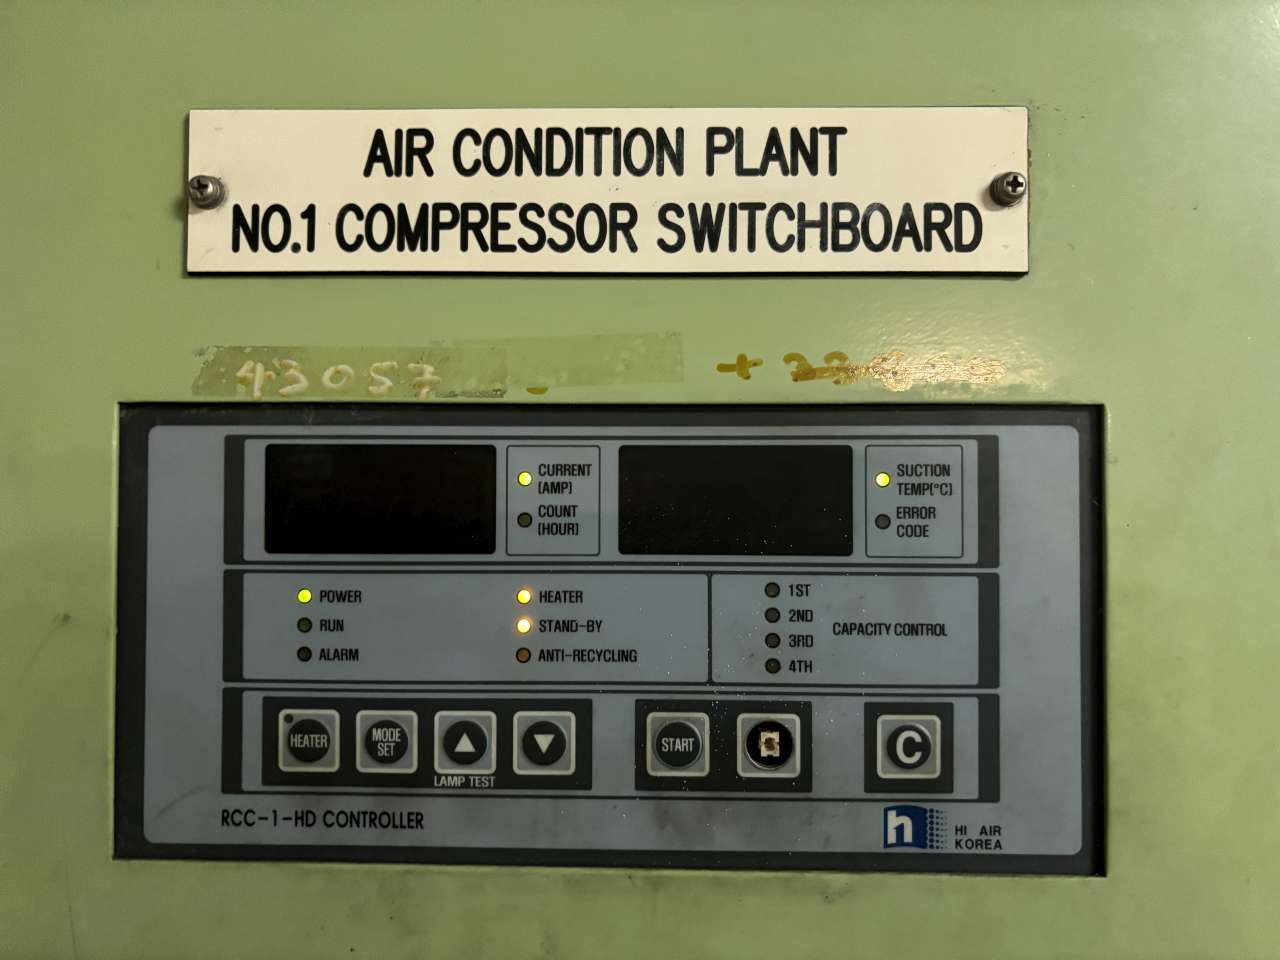 AIR CONDITION PLANT
NO.1 COMPRESSOR SWITCHBOARD
43057
CURRENT
(AMP)
COUNT
(HOUR)
SUCTION
TEMP(°C)
ERROR
CODE
POWER
RUN
ALARM
HEATER
STAND-BY
ANTI-RECYCLING
1ST
2ND
3RD
4TH
CAPACITY CONTROL
HEATER
MODE
SET
LAMP TEST
START
C
RCC-1-HD CONTROLLER
h
HI AIR
KOREA